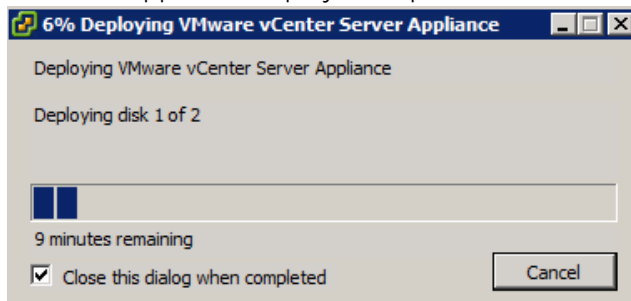 6% Deploying VMware vCenter Server Appliance
Deploying VMware vCenter Server Appliance
Deploying disk 1 of 2
9 minutes remaining
Close this dialog when completed
Cancel